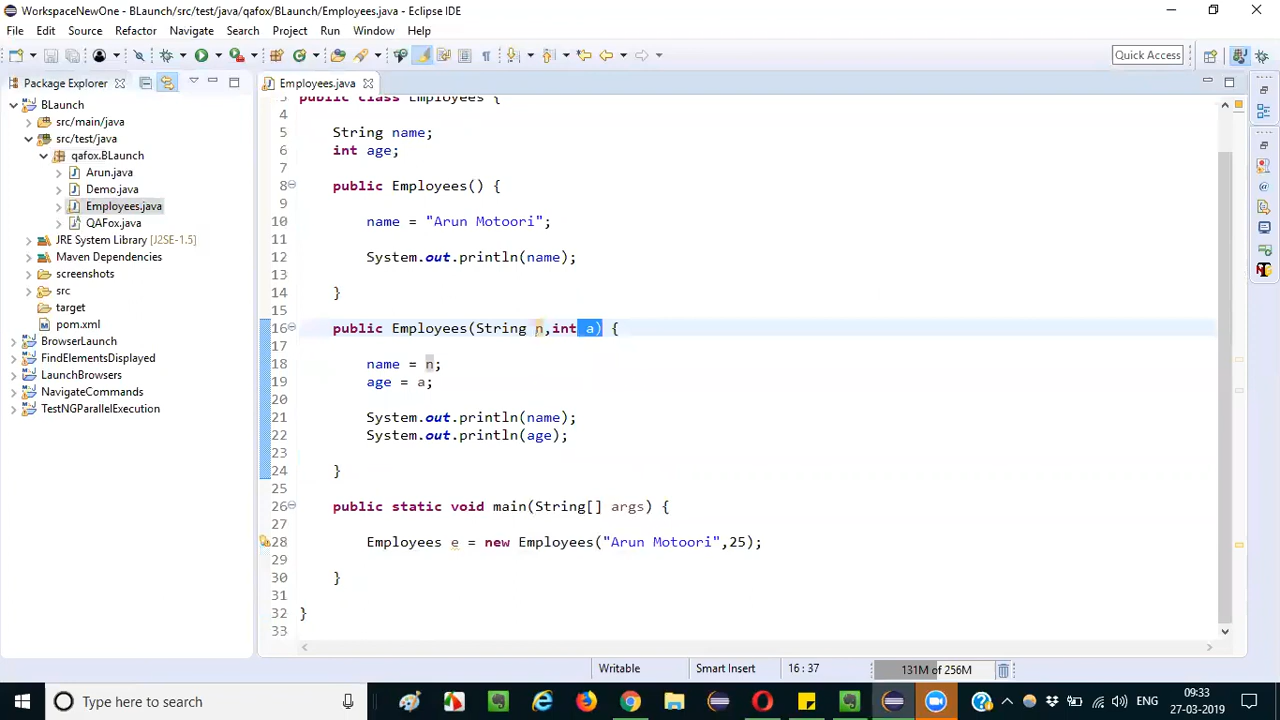 WorkspaceNewOne - BLaunch/src/test/java/qafox/BLaunch/Employees.java - Eclipse IDE
File Edit Source Refactor Navigate Search Project Run Window Help
Quick Access
Package Explorer
Employees.java
BLaunch
src/main/java
src/test/java
qafox.BLaunch
Arun.java
Demo.java
Employees.java
QAFox.java
JRE System Library [J2SE-1.5]
Maven Dependencies
screenshots
src
target
pom.xml
BrowserLaunch
FindElementsDisplayed
LaunchBrowsers
NavigateCommands
TestNGParallelExecution
3 public class Employees {
4
5 String name;
6 int age;
7
8 public Employees() {
9
10 name = "Arun Motoori";
11
12 System.out.println(name);
13
14 }
15
16 public Employees(String n,int a) {
17
18 name = n;
19 age = a;
20
21 System.out.println(name);
22 System.out.println(age);
23
24 }
25
26 public static void main(String[] args) {
27
28 Employees e = new Employees("Arun Motoori",25);
29
30 }
31
32 }
33
Writable Smart Insert 16 : 37 131M of 256M
Type here to search
ENG
09:33
27-03-2019